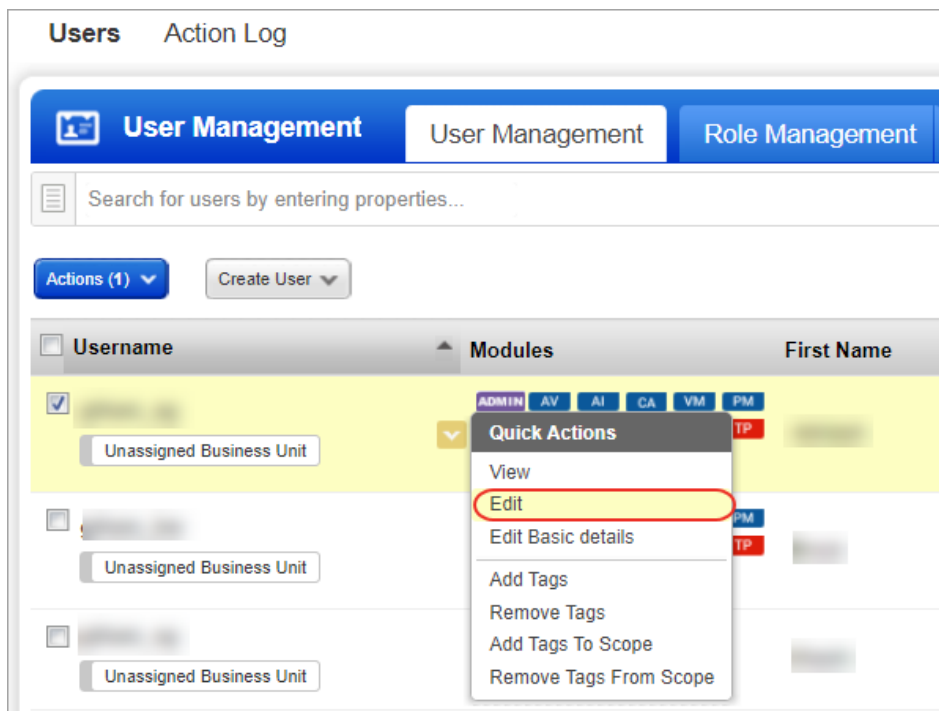 Users Action Log
User Management User Management Role Management
Search for users by entering properties...
Actions (1) Create User
Username Modules First Name
ADMIN AV AI CA VM PM
Unassigned Business Unit Quick Actions TP
View
Edit PM
Edit Basic details TP
Unassigned Business Unit
Add Tags
Remove Tags
Add Tags To Scope
Unassigned Business Unit Remove Tags From Scope